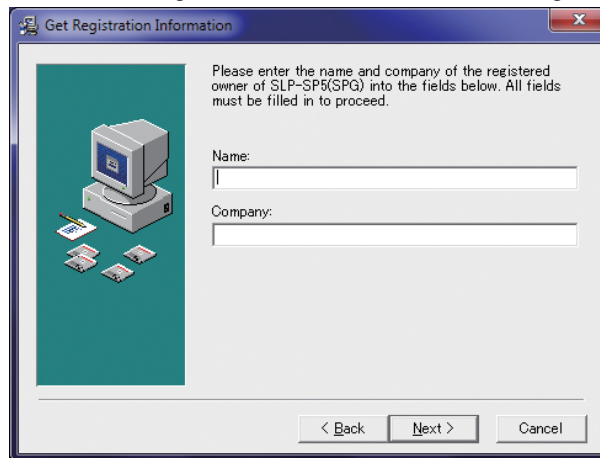 Get Registration Information
Please enter the name and company of the registered
owner of SLP-SP5(SPG) into the fields below. All fields
must be filled in to proceed.
Name:
Company:
< Back
Next >
Cancel